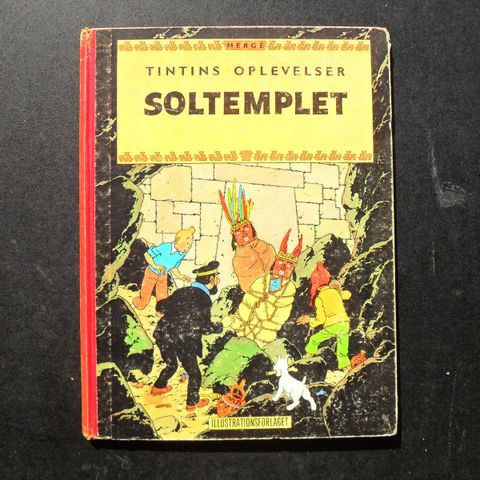 HERGÉ
TINTINS OPLEVELSER
SOLTEMPLET
ILLUSTRATIONSFORLAGET